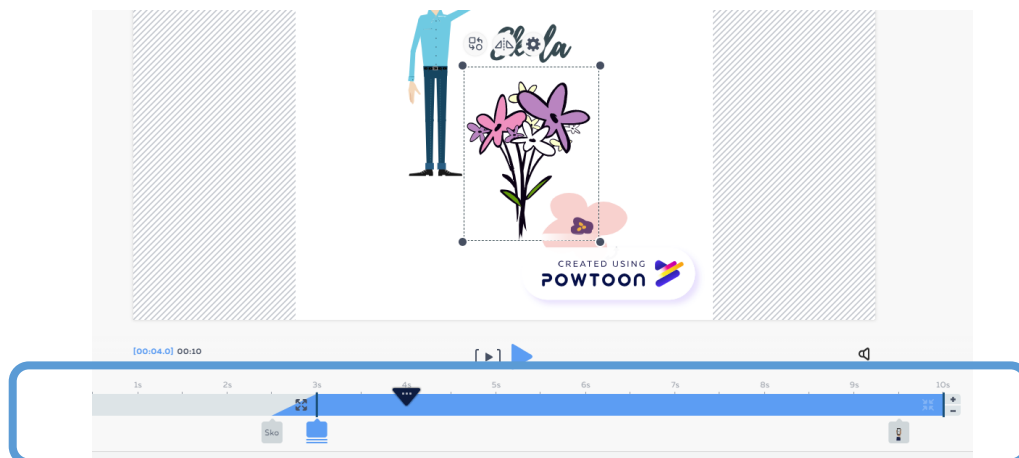 CREATED USING
POWTOON
[00:04.0] 00:10
1s 2s 3s 4s 5s 6s 7s 8s 9s 10s
Sko